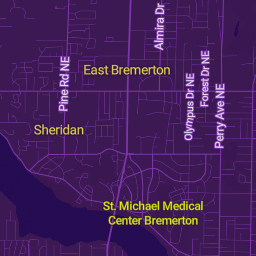 Almira Dr
East Bremerton
Pine Rd NE
Olympus Dr NE
Forest Dr NE
Perry Ave NE
Sheridan
St. Michael Medical
Center Bremerton